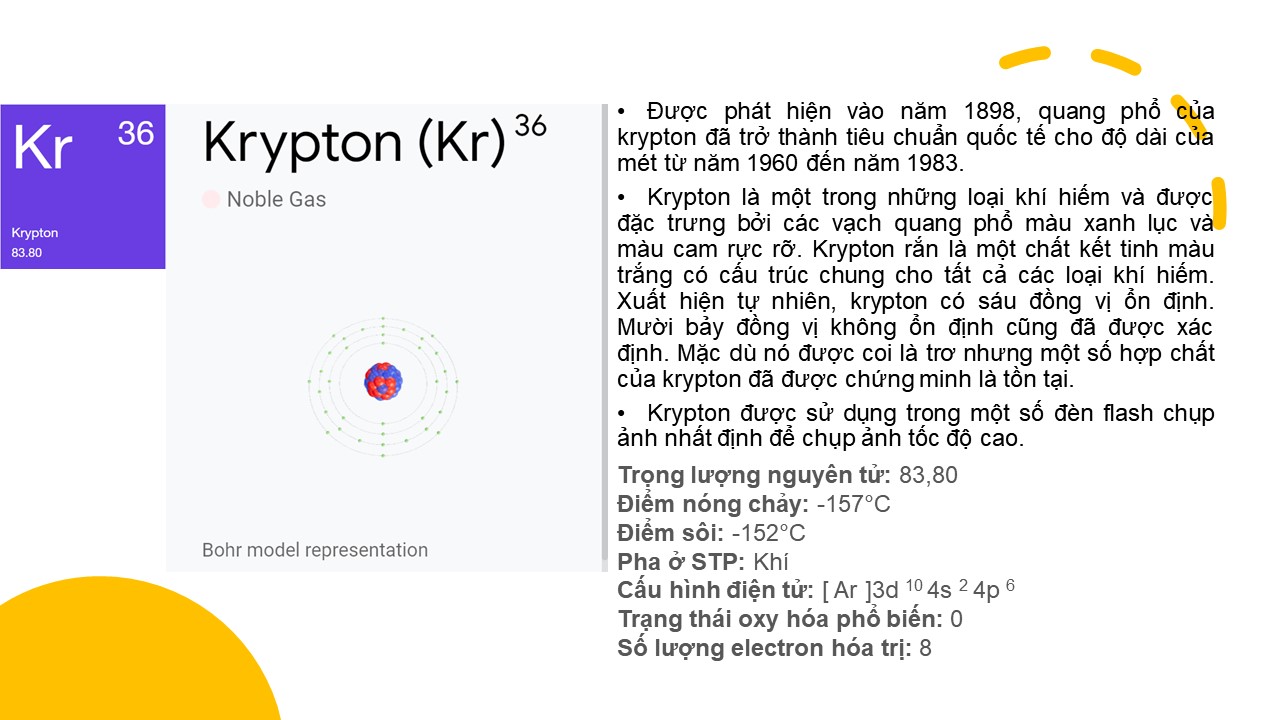 Kr 36
Krypton
83.80
Krypton (Kr) 36
Noble Gas
Bohr model representation
• Được phát hiện vào năm 1898, quang phổ của
krypton đã trở thành tiêu chuẩn quốc tế cho độ dài của
mét từ năm 1960 đến năm 1983.
• Krypton là một trong những loại khí hiếm và được
đặc trưng bởi các vạch quang phổ màu xanh lục và
màu cam rực rỡ. Krypton rắn là một chất kết tinh màu
trắng có cấu trúc chung cho tất cả các loại khí hiếm.
Xuất hiện tự nhiên, krypton có sáu đồng vị ổn định.
Mười bảy đồng vị không ổn định cũng đã được xác
định. Mặc dù nó được coi là trơ nhưng một số hợp chất
của krypton đã được chứng minh là tồn tại.
• Krypton được sử dụng trong một số đèn flash chụp
ảnh nhất định để chụp ảnh tốc độ cao.
Trọng lượng nguyên tử: 83,80
Điểm nóng chảy: -157°C
Điểm sôi: -152°C
Pha ở STP: Khí
Cấu hình điện tử: [ Ar ]3d 10 4s 2 4p 6
Trạng thái oxy hóa phổ biến: 0
Số lượng electron hóa trị: 8